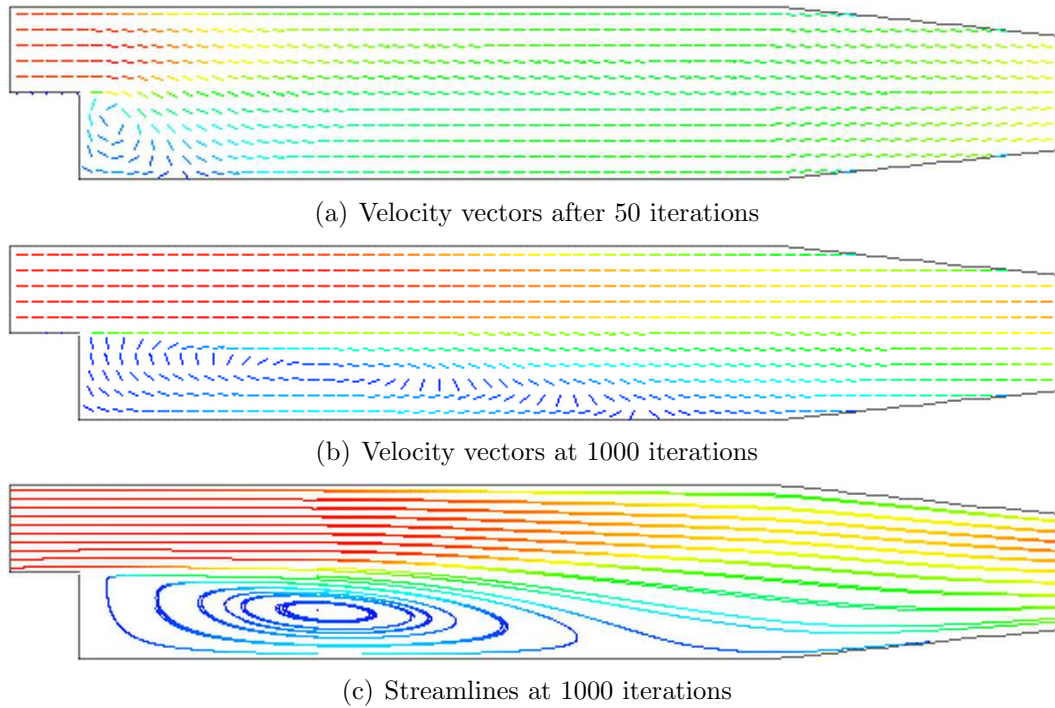 (a) Velocity vectors after 50 iterations
(b) Velocity vectors at 1000 iterations
(c) Streamlines at 1000 iterations